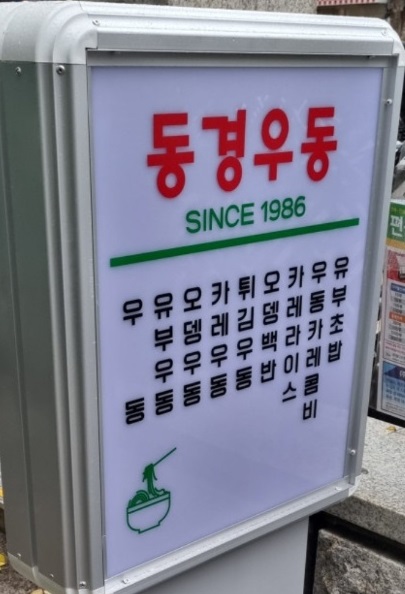 동경우동
SINCE 1986
우동
유부우동
오뎅우동
카레우동
튀김우동
오뎅백반
카레라이스
우동카레콤비
유부초밥